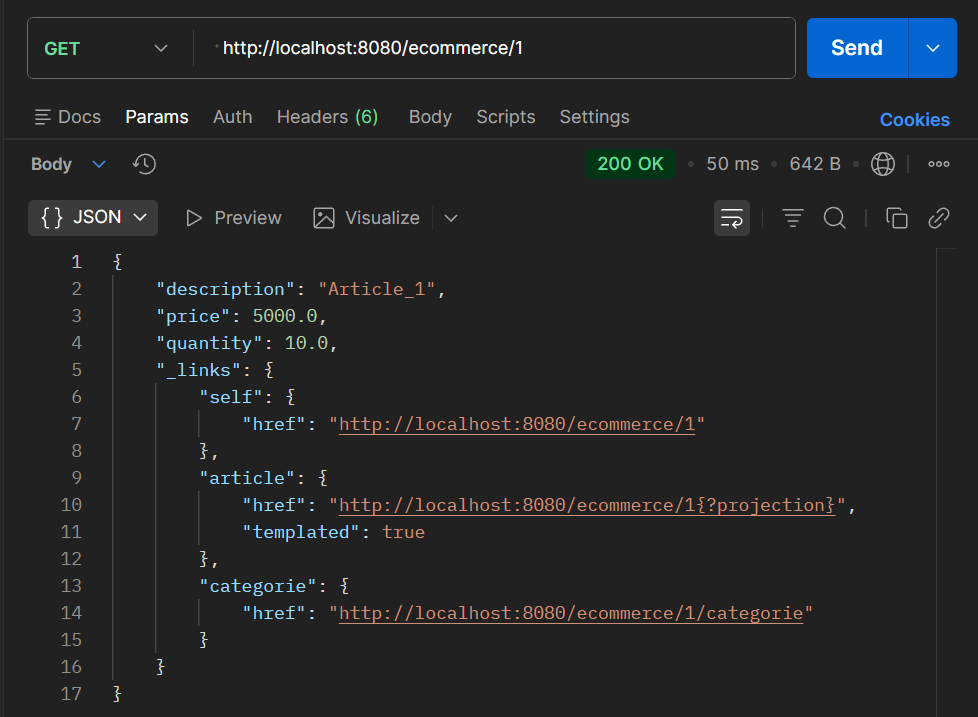 GET http://localhost:8080/ecommerce/1 Send
Docs Params Auth Headers (6) Body Scripts Settings Cookies
Body 200 OK • 50 ms • 642 B •
{} JSON Preview Visualize
1 {
2 "description": "Article_1",
3 "price": 5000.0,
4 "quantity": 10.0,
5 "_links": {
6 "self": {
7 "href": "http://localhost:8080/ecommerce/1"
8 },
9 "article": {
10 "href": "http://localhost:8080/ecommerce/1{?projection}",
11 "templated": true
12 },
13 "categorie": {
14 "href": "http://localhost:8080/ecommerce/1/categorie"
15 }
16 }
17 }